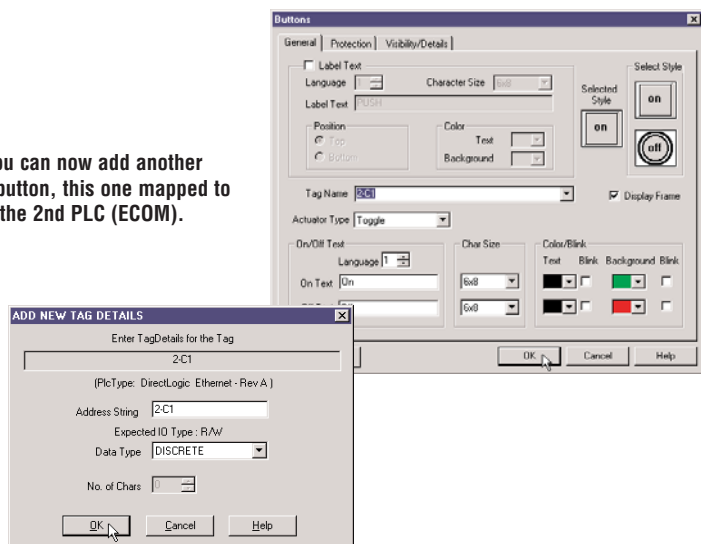 Buttons
General Protection Visibility/Details
Label Text
Language 1 Character Size 6x8
Label Text PUSH
Position
Top
Bottom
Color
Text
Background
Selected Style
on
Select Style
on
off
Tag Name 2-C1 Display Frame
Actuator Type Toggle
On/Off Text
Language 1
On Text On
Char Size
6x8
6x8
Color/Blink
Text Blink Background Blink
OK Cancel Help
can now add another
button, this one mapped to
the 2nd PLC (ECOM).
ADD NEW TAG DETAILS
Enter TagDetails for the Tag
2-C1
(PlcType: DirectLogic Ethernet - Rev A )
Address String 2-C1
Expected IO Type : R/W
Data Type DISCRETE
No. of Chars 0
OK Cancel Help